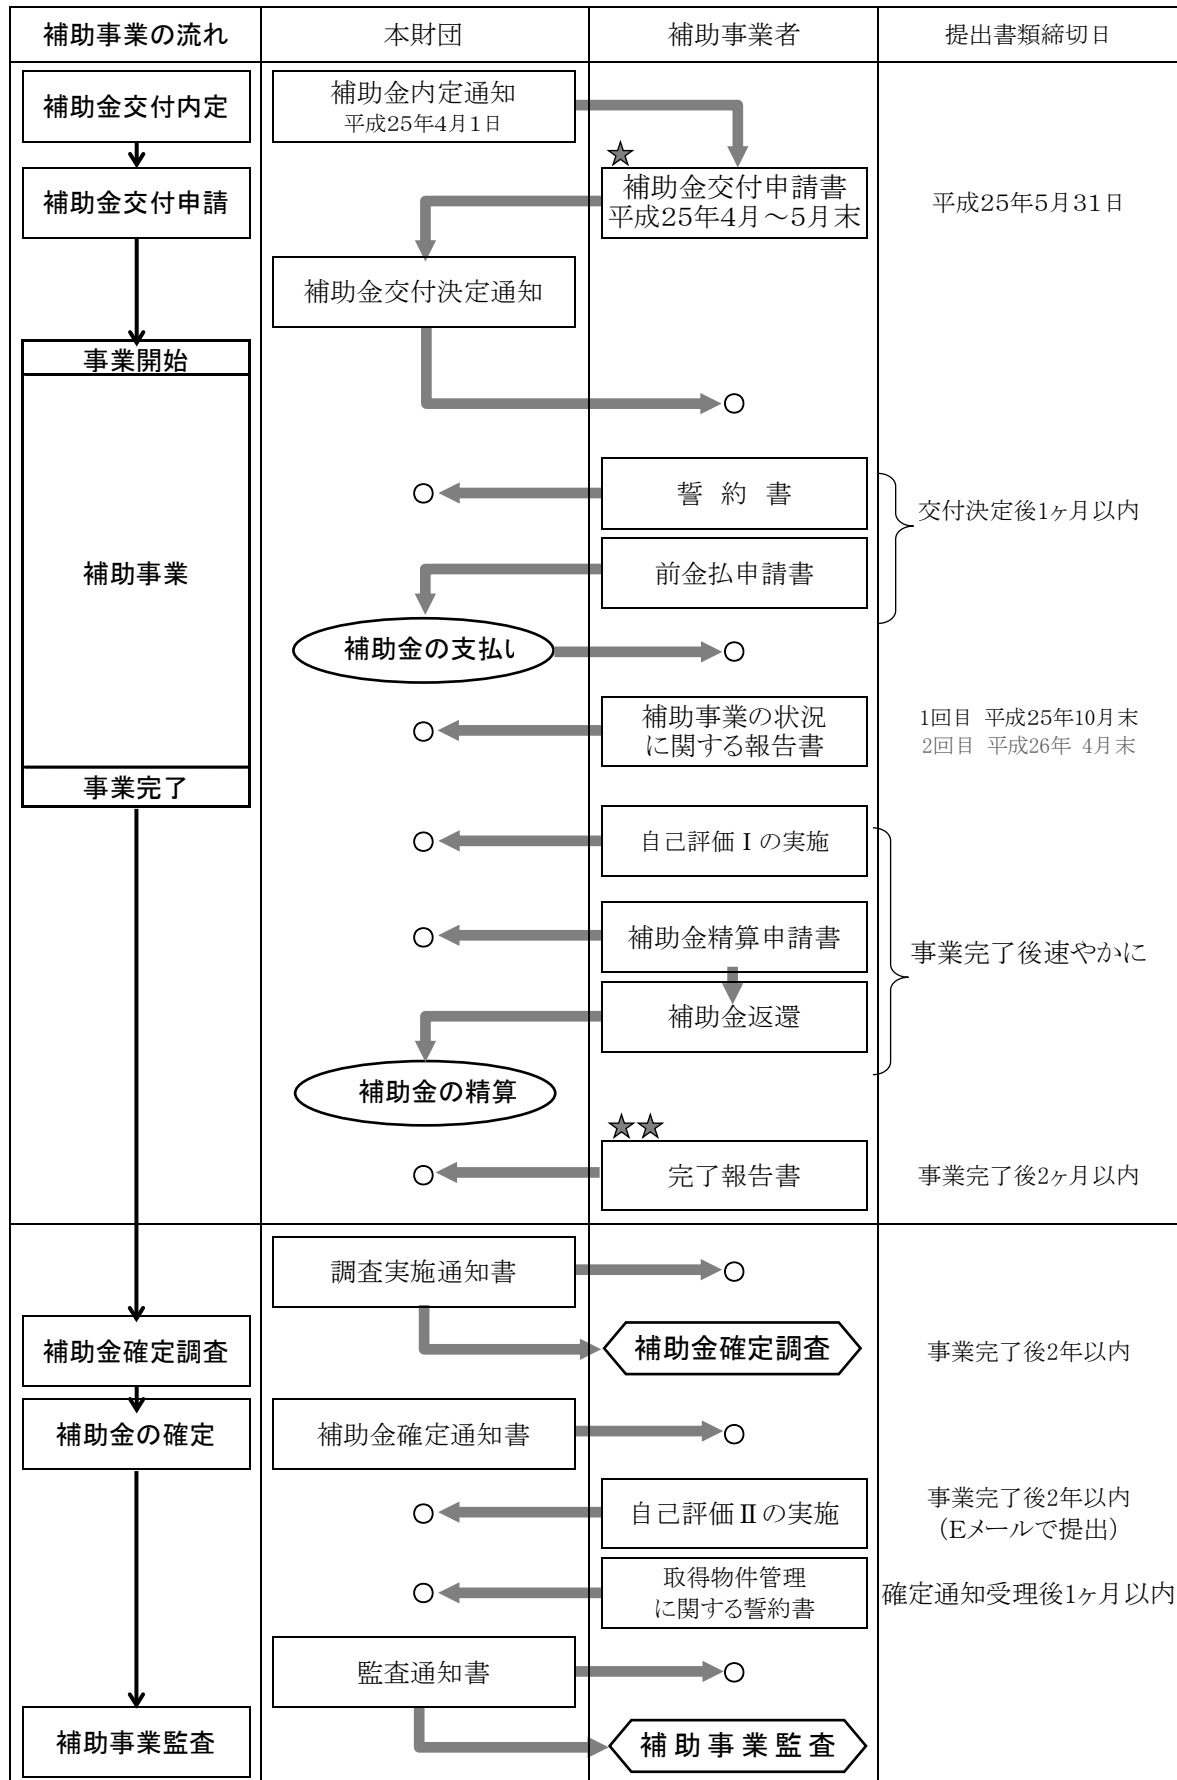 補助事業の流れ
本財団
補助事業者
提出書類締切日
補助金交付内定
補助金内定通知
平成25年4月1日
補助金交付申請
補助金交付申請書
平成25年4月～5月末
平成25年5月31日
補助金交付決定通知
事業開始
誓 約 書
交付決定後1ヶ月以内
補助事業
前金払申請書
補助金の支払い
補助事業の状況
に関する報告書
1回目 平成25年10月末
2回目 平成26年 4月末
事業完了
自己評価Ⅰの実施
補助金精算申請書
事業完了後速やかに
補助金返還
補助金の精算
完了報告書
事業完了後2ヶ月以内
調査実施通知書
補助金確定調査
補助金確定調査
事業完了後2年以内
補助金の確定
補助金確定通知書
自己評価Ⅱの実施
事業完了後2年以内
（Eメールで提出）
取得物件管理
に関する誓約書
確定通知受理後1ヶ月以内
監査通知書
補助事業監査
補助事業監査